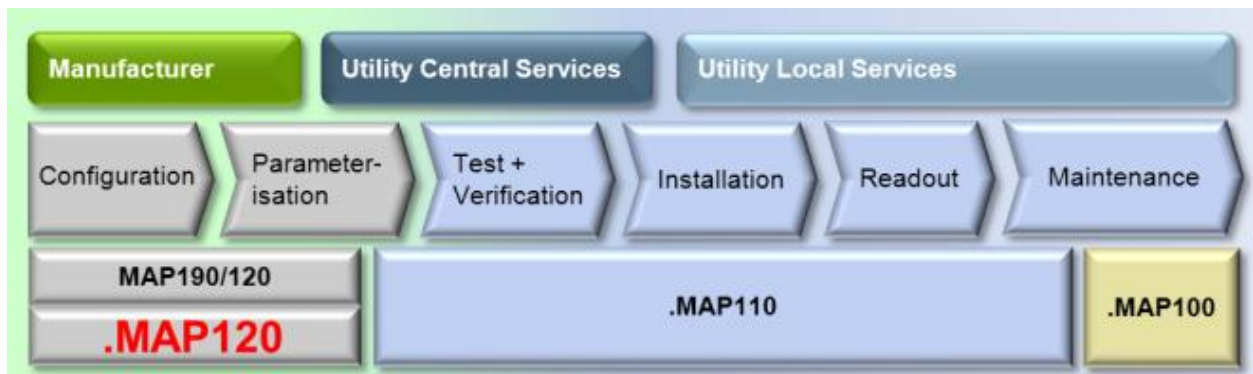 Manufacturer
Utility Central Services
Utility Local Services
Configuration
Parameter-
isation
Test +
Verification
Installation
Readout
Maintenance
MAP190/120
.MAP120
.MAP110
.MAP100